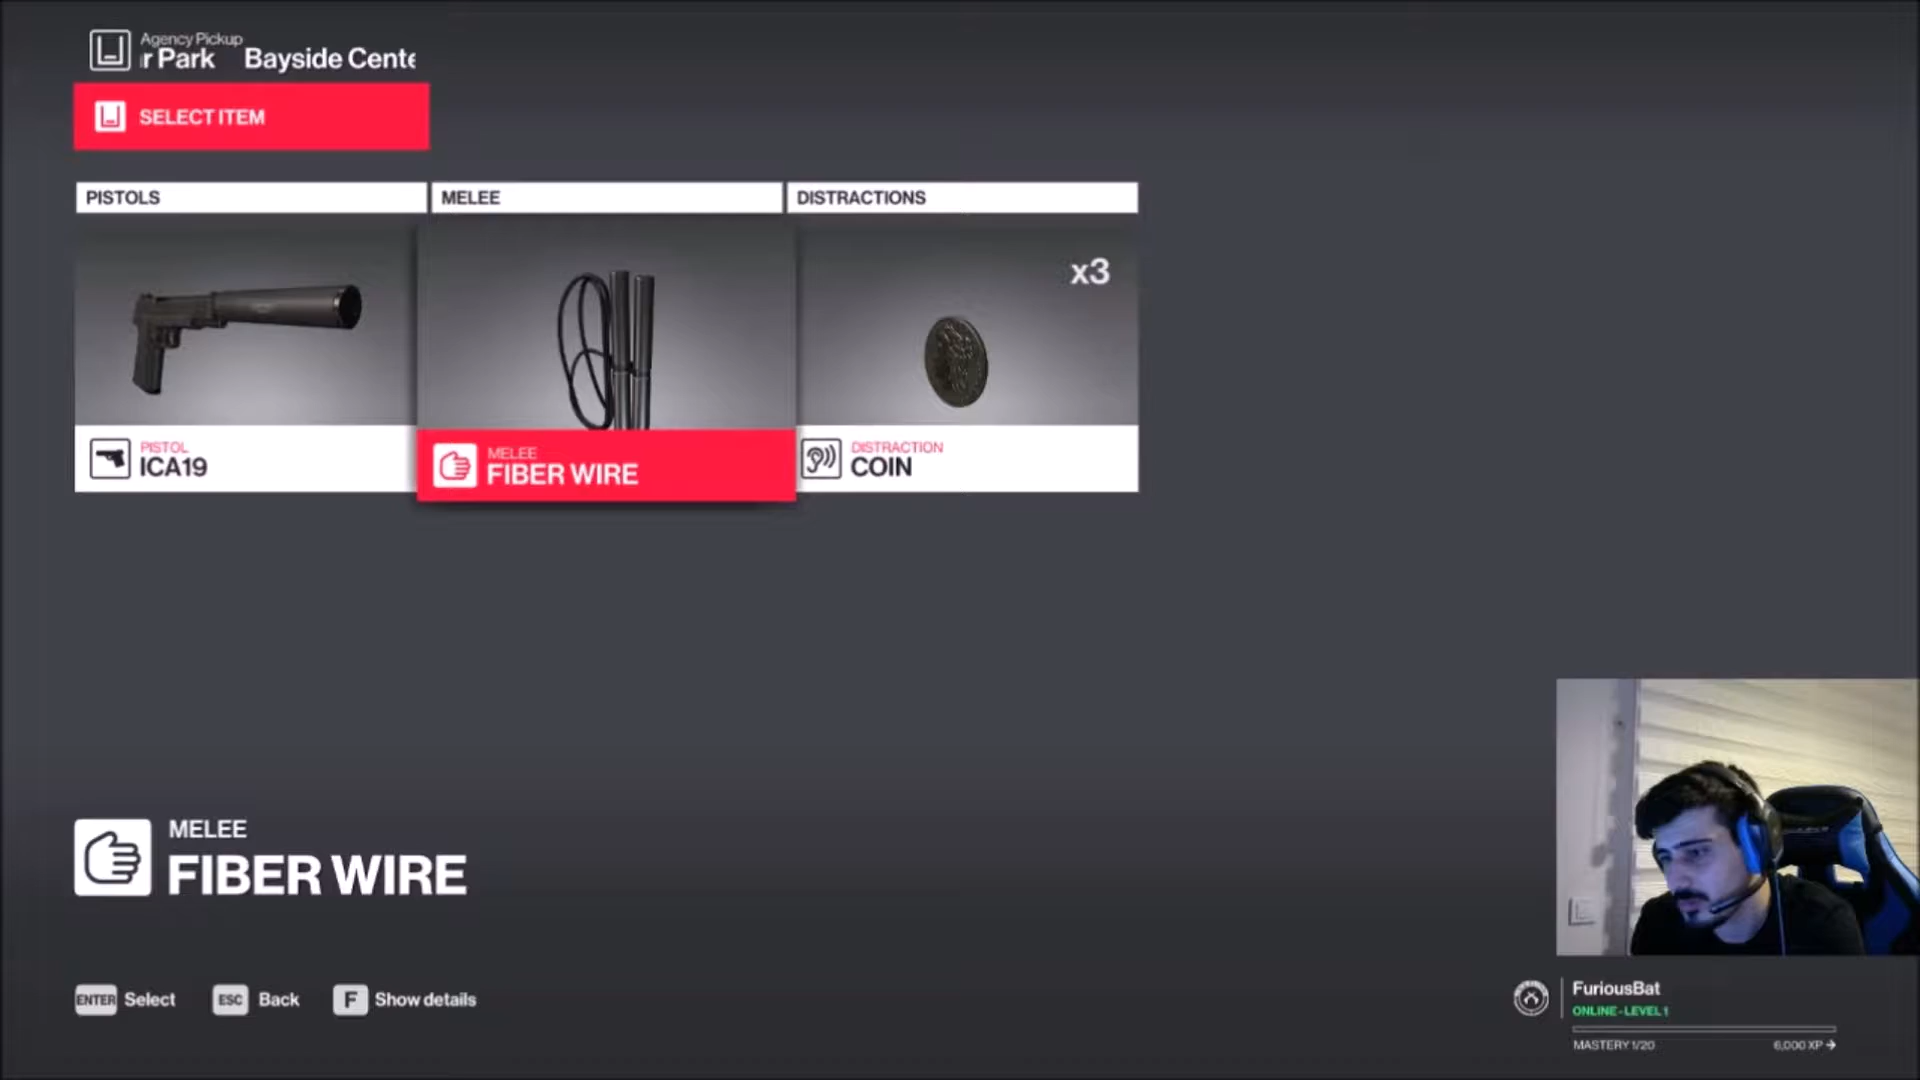 Agency Pickup
r Park Bayside Cente
SELECT ITEM
PISTOLS
MELEE
DISTRACTIONS
x3
PISTOL
ICA19
MELEE
FIBER WIRE
DISTRACTION
COIN
MELEE
FIBER WIRE
ENTER Select
ESC Back
F Show details
FuriousBat
ONLINE - LEVEL 1
MASTERY 1/20
6,000 XP →